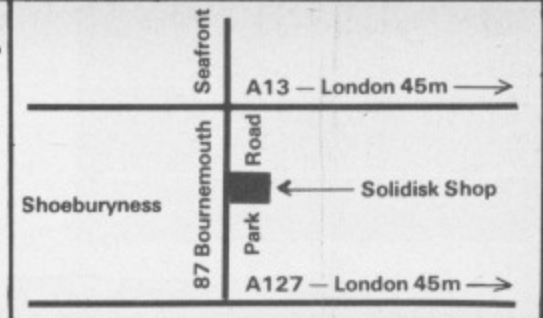 Seafront
A13 — London 45m
87 Bournemouth
Park Road
Solidisk Shop
Shoeburyness
A127 — London 45m